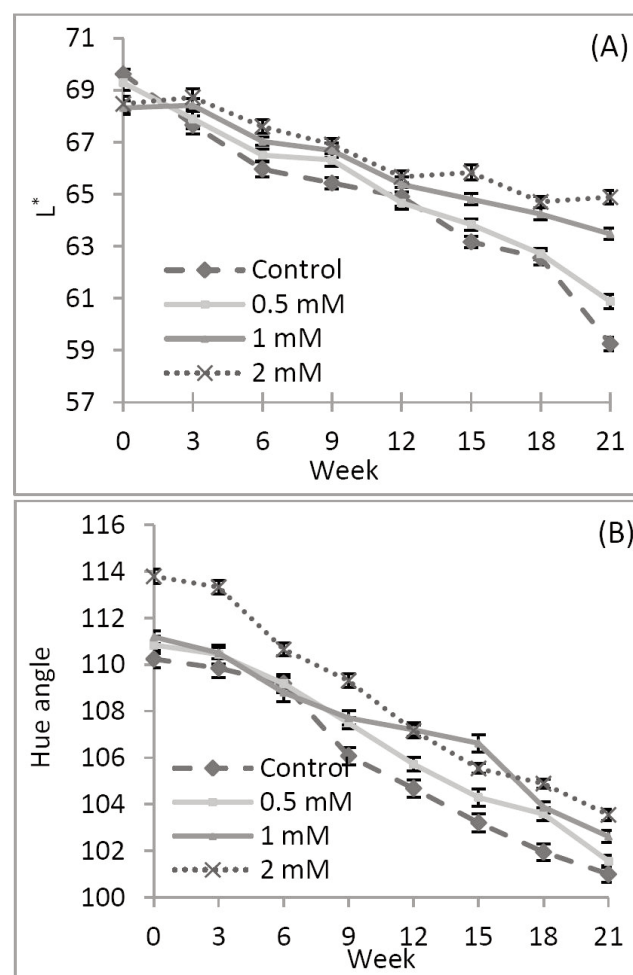 (A)
71
69
67
65
63
61
59
57
L*
Control
0.5 mM
1 mM
2 mM
0 3 6 9 12 15 18 21
Week
(B)
116
114
112
110
108
106
104
102
100
Hue angle
Control
0.5 mM
1 mM
2 mM
0 3 6 9 12 15 18 21
Week